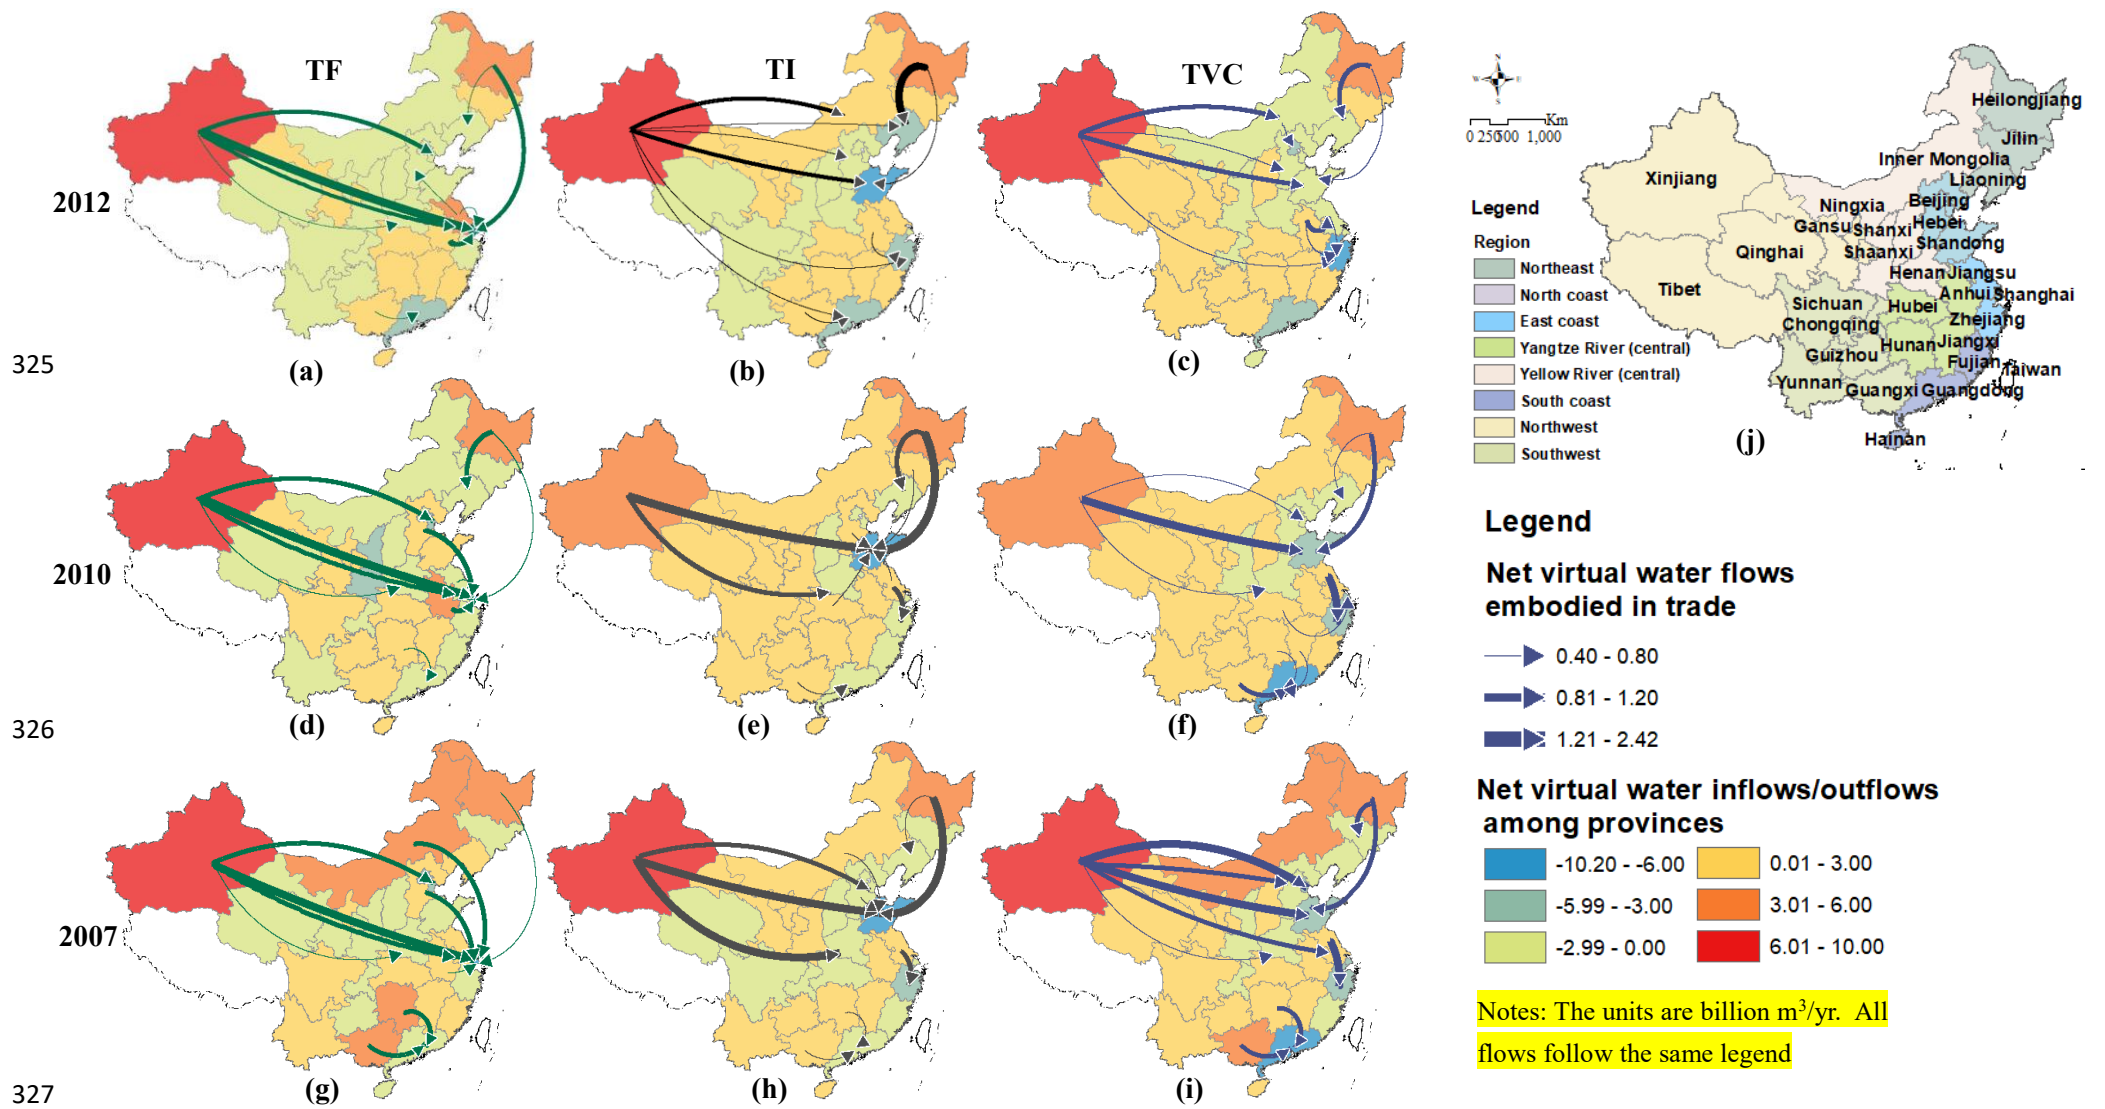 TF
TI
TVC
2012
325
(a)
(b)
(c)
2010
326
(d)
(e)
(f)
2007
327
(g)
(h)
(i)
N
W
E
S
Km
0 250500 1,000
Legend
Region
Northeast
North coast
East coast
Yangtze River (central)
Yellow River (central)
South coast
Northwest
Southwest
Heilongjiang
Jilin
Inner Mongolia
Liaoning
Xinjiang
Beijing
Ningxia
Hebei
Gansu
Shanxi
Shandong
Qinghai
Shaanxi
Henan
Jiangsu
Tibet
Anhui
Shanghai
Sichuan
Hubei
Chongqing
Zhejiang
Hunan
Jiangxi
Guizhou
Fujian
Taiwan
Yunnan
Guangxi
Guangdong
Hainan
(j)
Legend
Net virtual water flows
embodied in trade
0.40 - 0.80
0.81 - 1.20
1.21 - 2.42
Net virtual water inflows/outflows
among provinces
-10.20 - -6.00
0.01 - 3.00
-5.99 - -3.00
3.01 - 6.00
-2.99 - 0.00
6.01 - 10.00
Notes: The units are billion m³/yr. All
flows follow the same legend